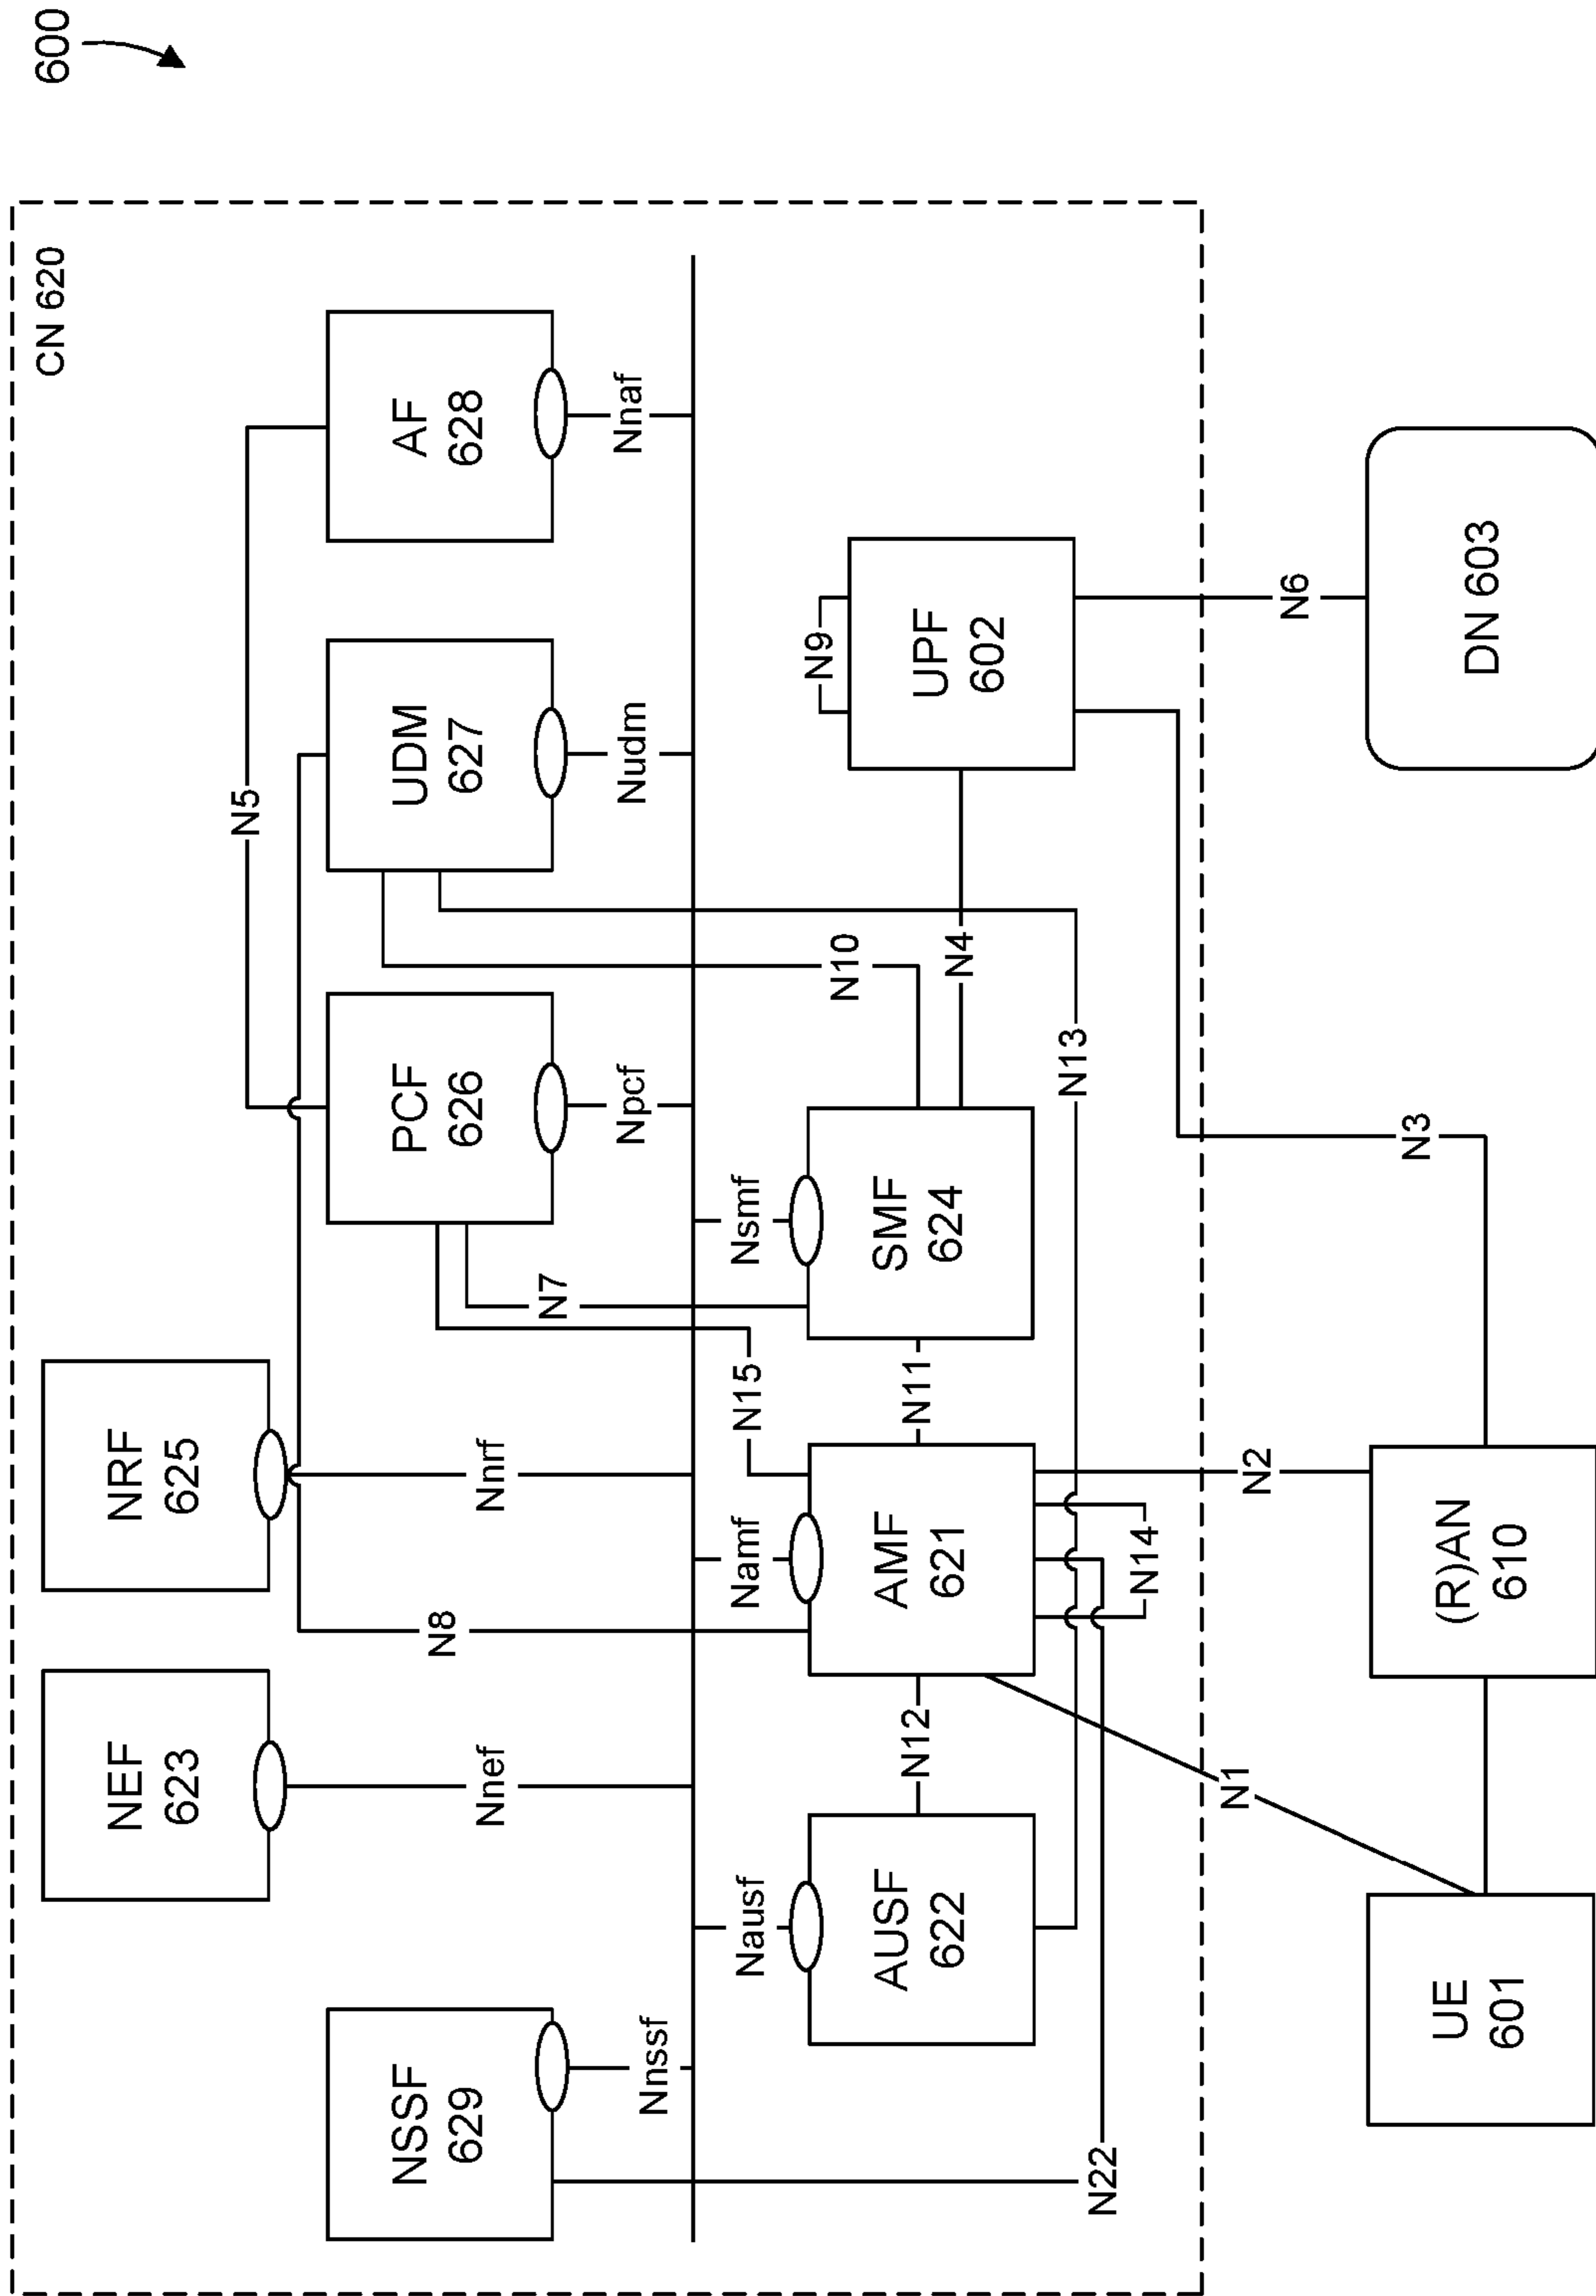 600
CN 620
NEF
623
NRF
625
N5
N8
NSSF
629
PCF
626
UDM
627
AF
628
Nnef
Nnrf
N7
Nnssf
Npcf
Nudm
Nnaf
Nausf
Namf
N15
Nsmf
N10
N9
AUSF
622
N12
AMF
621
N11
SMF
624
N4
UPF
602
N13
N22
N14
N1
N2
N3
N6
UE
601
(R)AN
610
DN 603